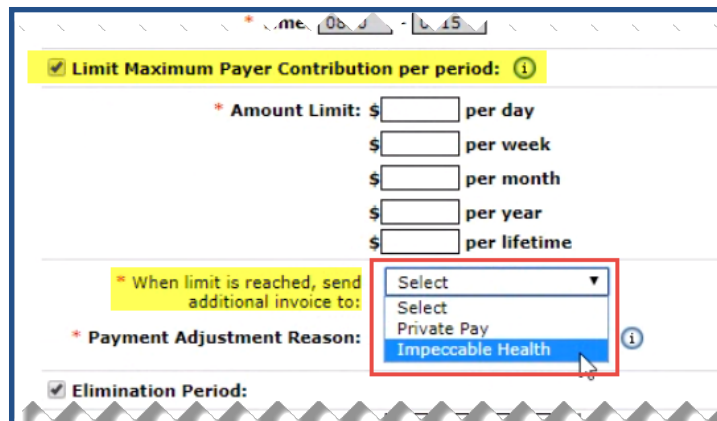 Limit Maximum Payer Contribution per period: i
* Amount Limit: $ per day
$ per week
$ per month
$ per year
$ per lifetime
* When limit is reached, send
additional invoice to:
Select
Select
Private Pay
Impeccable Health
* Payment Adjustment Reason: i
Elimination Period: